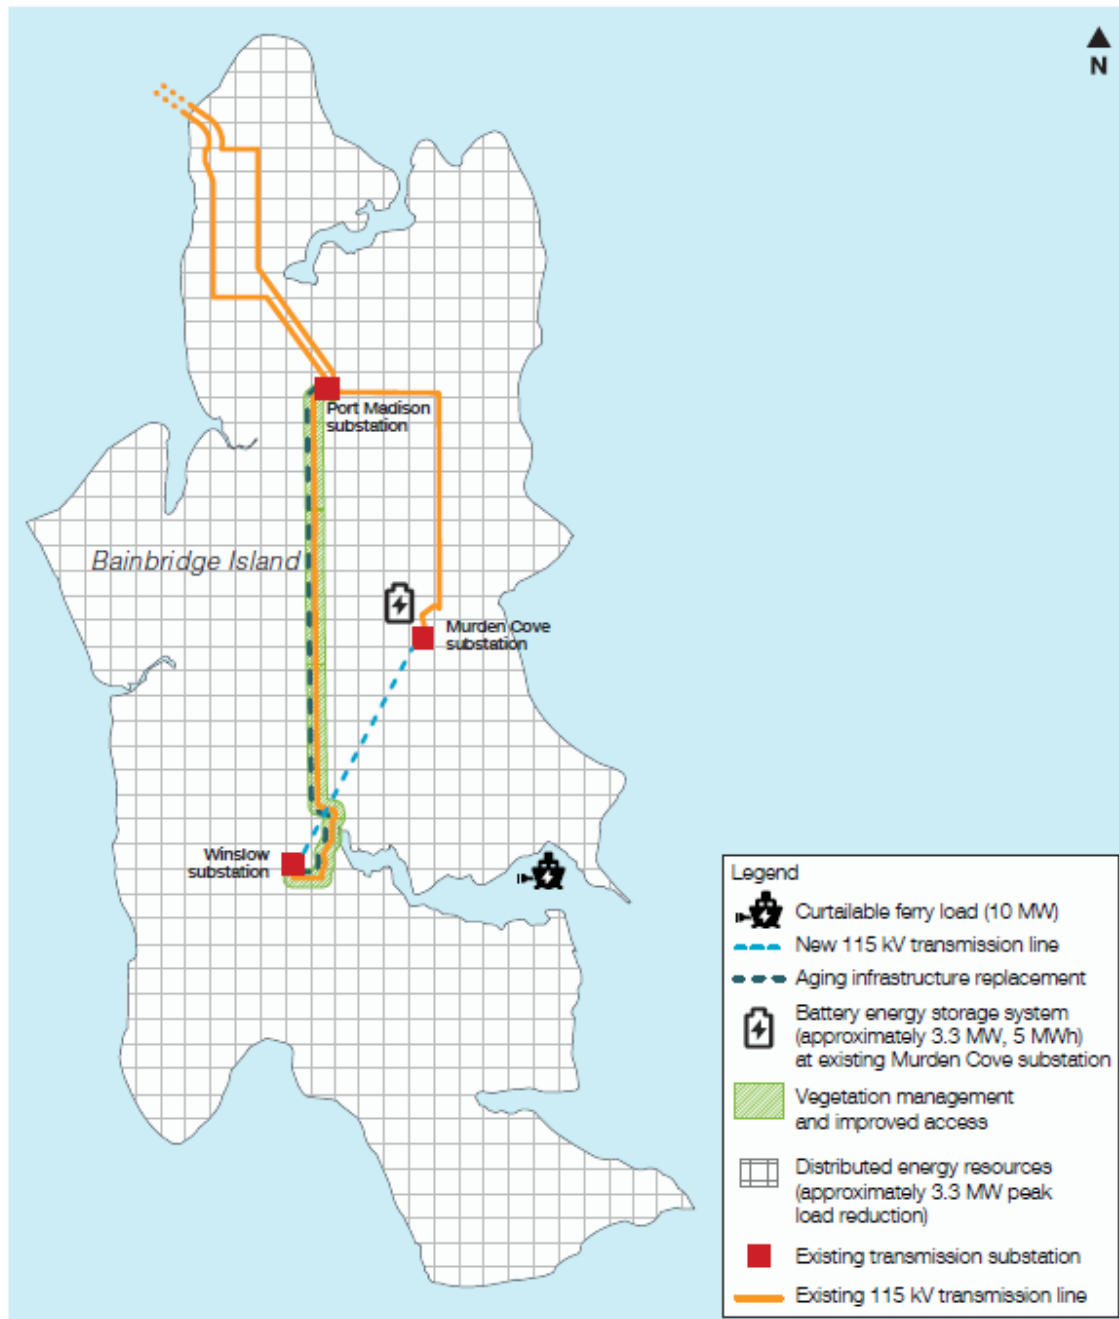 N
Port Madison
substation
Bainbridge Island
Murden Cove
substation
Winslow
substation
Legend
Curtailable ferry load (10 MW)
New 115 kV transmission line
Aging infrastructure replacement
Battery energy storage system
(approximately 3.3 MW, 5 MWh)
at existing Murden Cove substation
Vegetation management
and improved access
Distributed energy resources
(approximately 3.3 MW peak
load reduction)
Existing transmission substation
Existing 115 kV transmission line